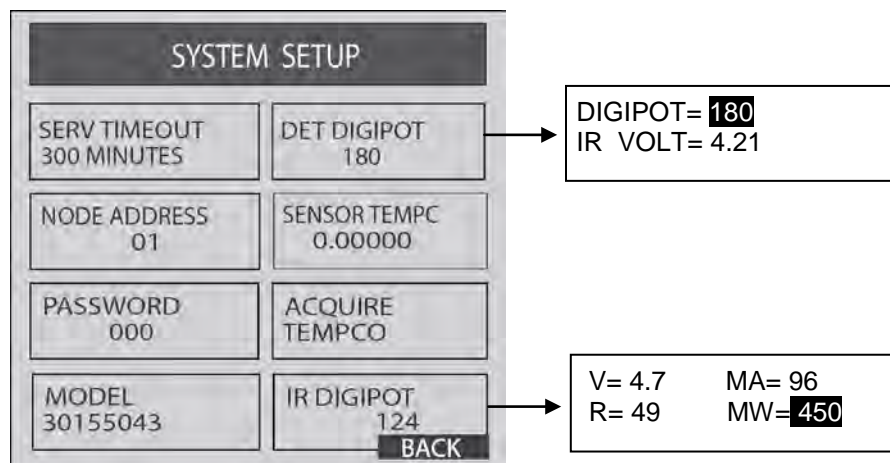 SYSTEM SETUP
SERV TIMEOUT
300 MINUTES
DET DIGIPOT
180
DIGIPOT= 180
IR VOLT= 4.21
NODE ADDRESS
01
SENSOR TEMPC
0.00000
PASSWORD
000
ACQUIRE
TEMPCO
MODEL
30155043
IR DIGIPOT
124
BACK
V= 4.7 MA= 96
R= 49 MW= 450